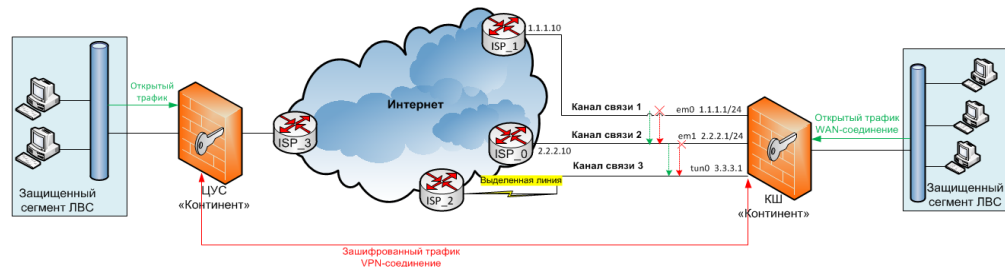 Открытый
трафик
Защищенный
сегмент ЛВС
ЦУС
«Континент»
ISP_3
Интернет
ISP_1
1.1.1.10
ISP_0
2.2.2.10
ISP_2
Выделенная линия
Канал связи 1
em0 1.1.1.1/24
Канал связи 2
em1 2.2.2.1/24
Канал связи 3
tun0 3.3.3.1
КШ
«Континент»
Открытый трафик
WAN-соединение
Защищенный
сегмент ЛВС
Зашифрованный трафик
VPN-соединение